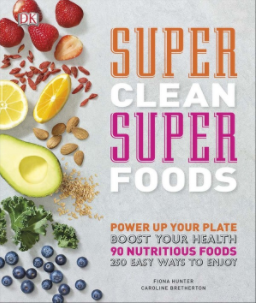 DK
SUPER
CLEAN
SUPER
FOODS
POWER UP YOUR PLATE
BOOST YOUR HEALTH
90 NUTRITIOUS FOODS
250 EASY WAYS TO ENJOY
FIONA HUNTER
CAROLINE BRETHERTON